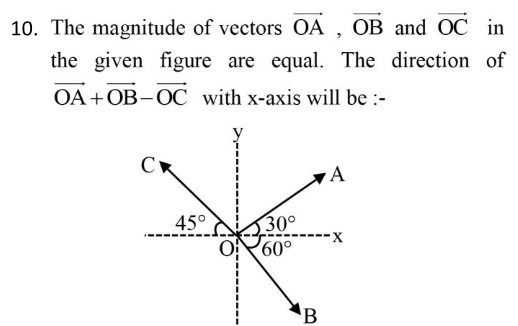 10. The magnitude of vectors $\overrightarrow{OA}$ , $\overrightarrow{OB}$ and $\overrightarrow{OC}$ in
the given figure are equal. The direction of
$\overrightarrow{OA}+\overrightarrow{OB}-\overrightarrow{OC}$ with x-axis will be :-
y
C
A
45° 30°
x
O 60°
B